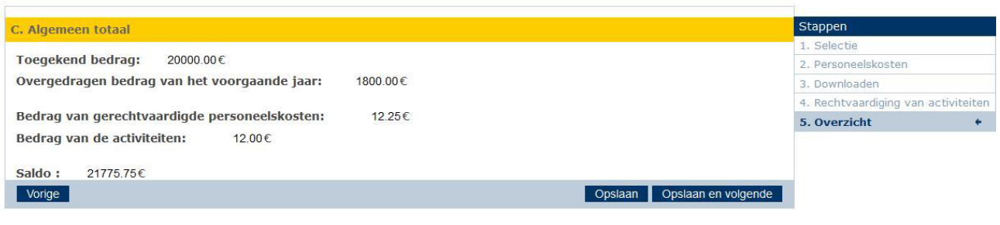 C. Algemeen totaal
Toegekend bedrag: 20000.00€
Overgedragen bedrag van het voorgaande jaar: 1800.00€
Bedrag van gerechtvaardigde personeelskosten: 12.25€
Bedrag van de activiteiten: 12.00€
Saldo : 21775.75€
Vorige Opslaan Opslaan en volgende
Stappen
1. Selectie
2. Personeelskosten
3. Downloaden
4. Rechtvaardiging van activiteiten
5. Overzicht